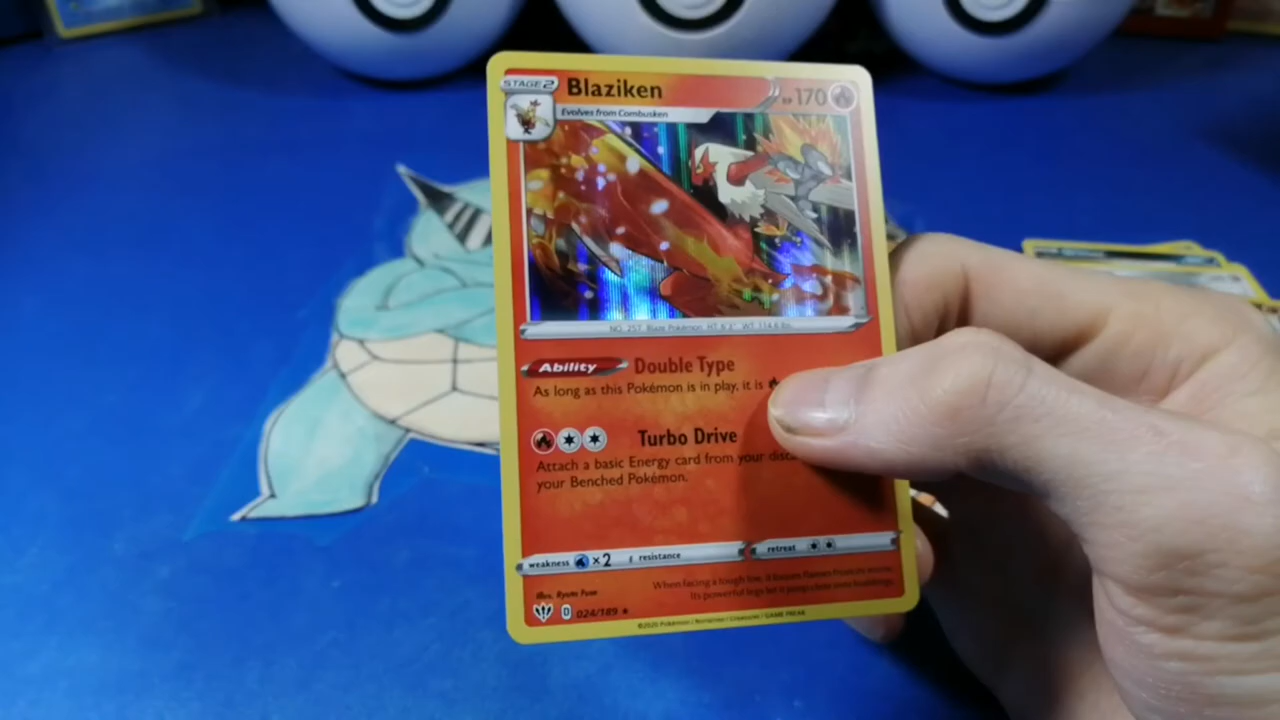 STAGE 2 Blaziken HP 170
Evolves from Combusken
NO. 257 Blaze Pokémon HT: 6'3" WT: 114.6 lbs.
Ability Double Type
As long as this Pokémon is in play, it is
Turbo Drive
Attach a basic Energy card from your disca
your Benched Pokémon.
weakness ×2 resistance retreat
When facing a tough foe, it looses flames from its wrists.
Its powerful legs let it jump clear over buildings.
Illus. Ryuta Fuse
D 024/189 ★
©2020 Pokémon / Nintendo / Creatures / GAME FREAK